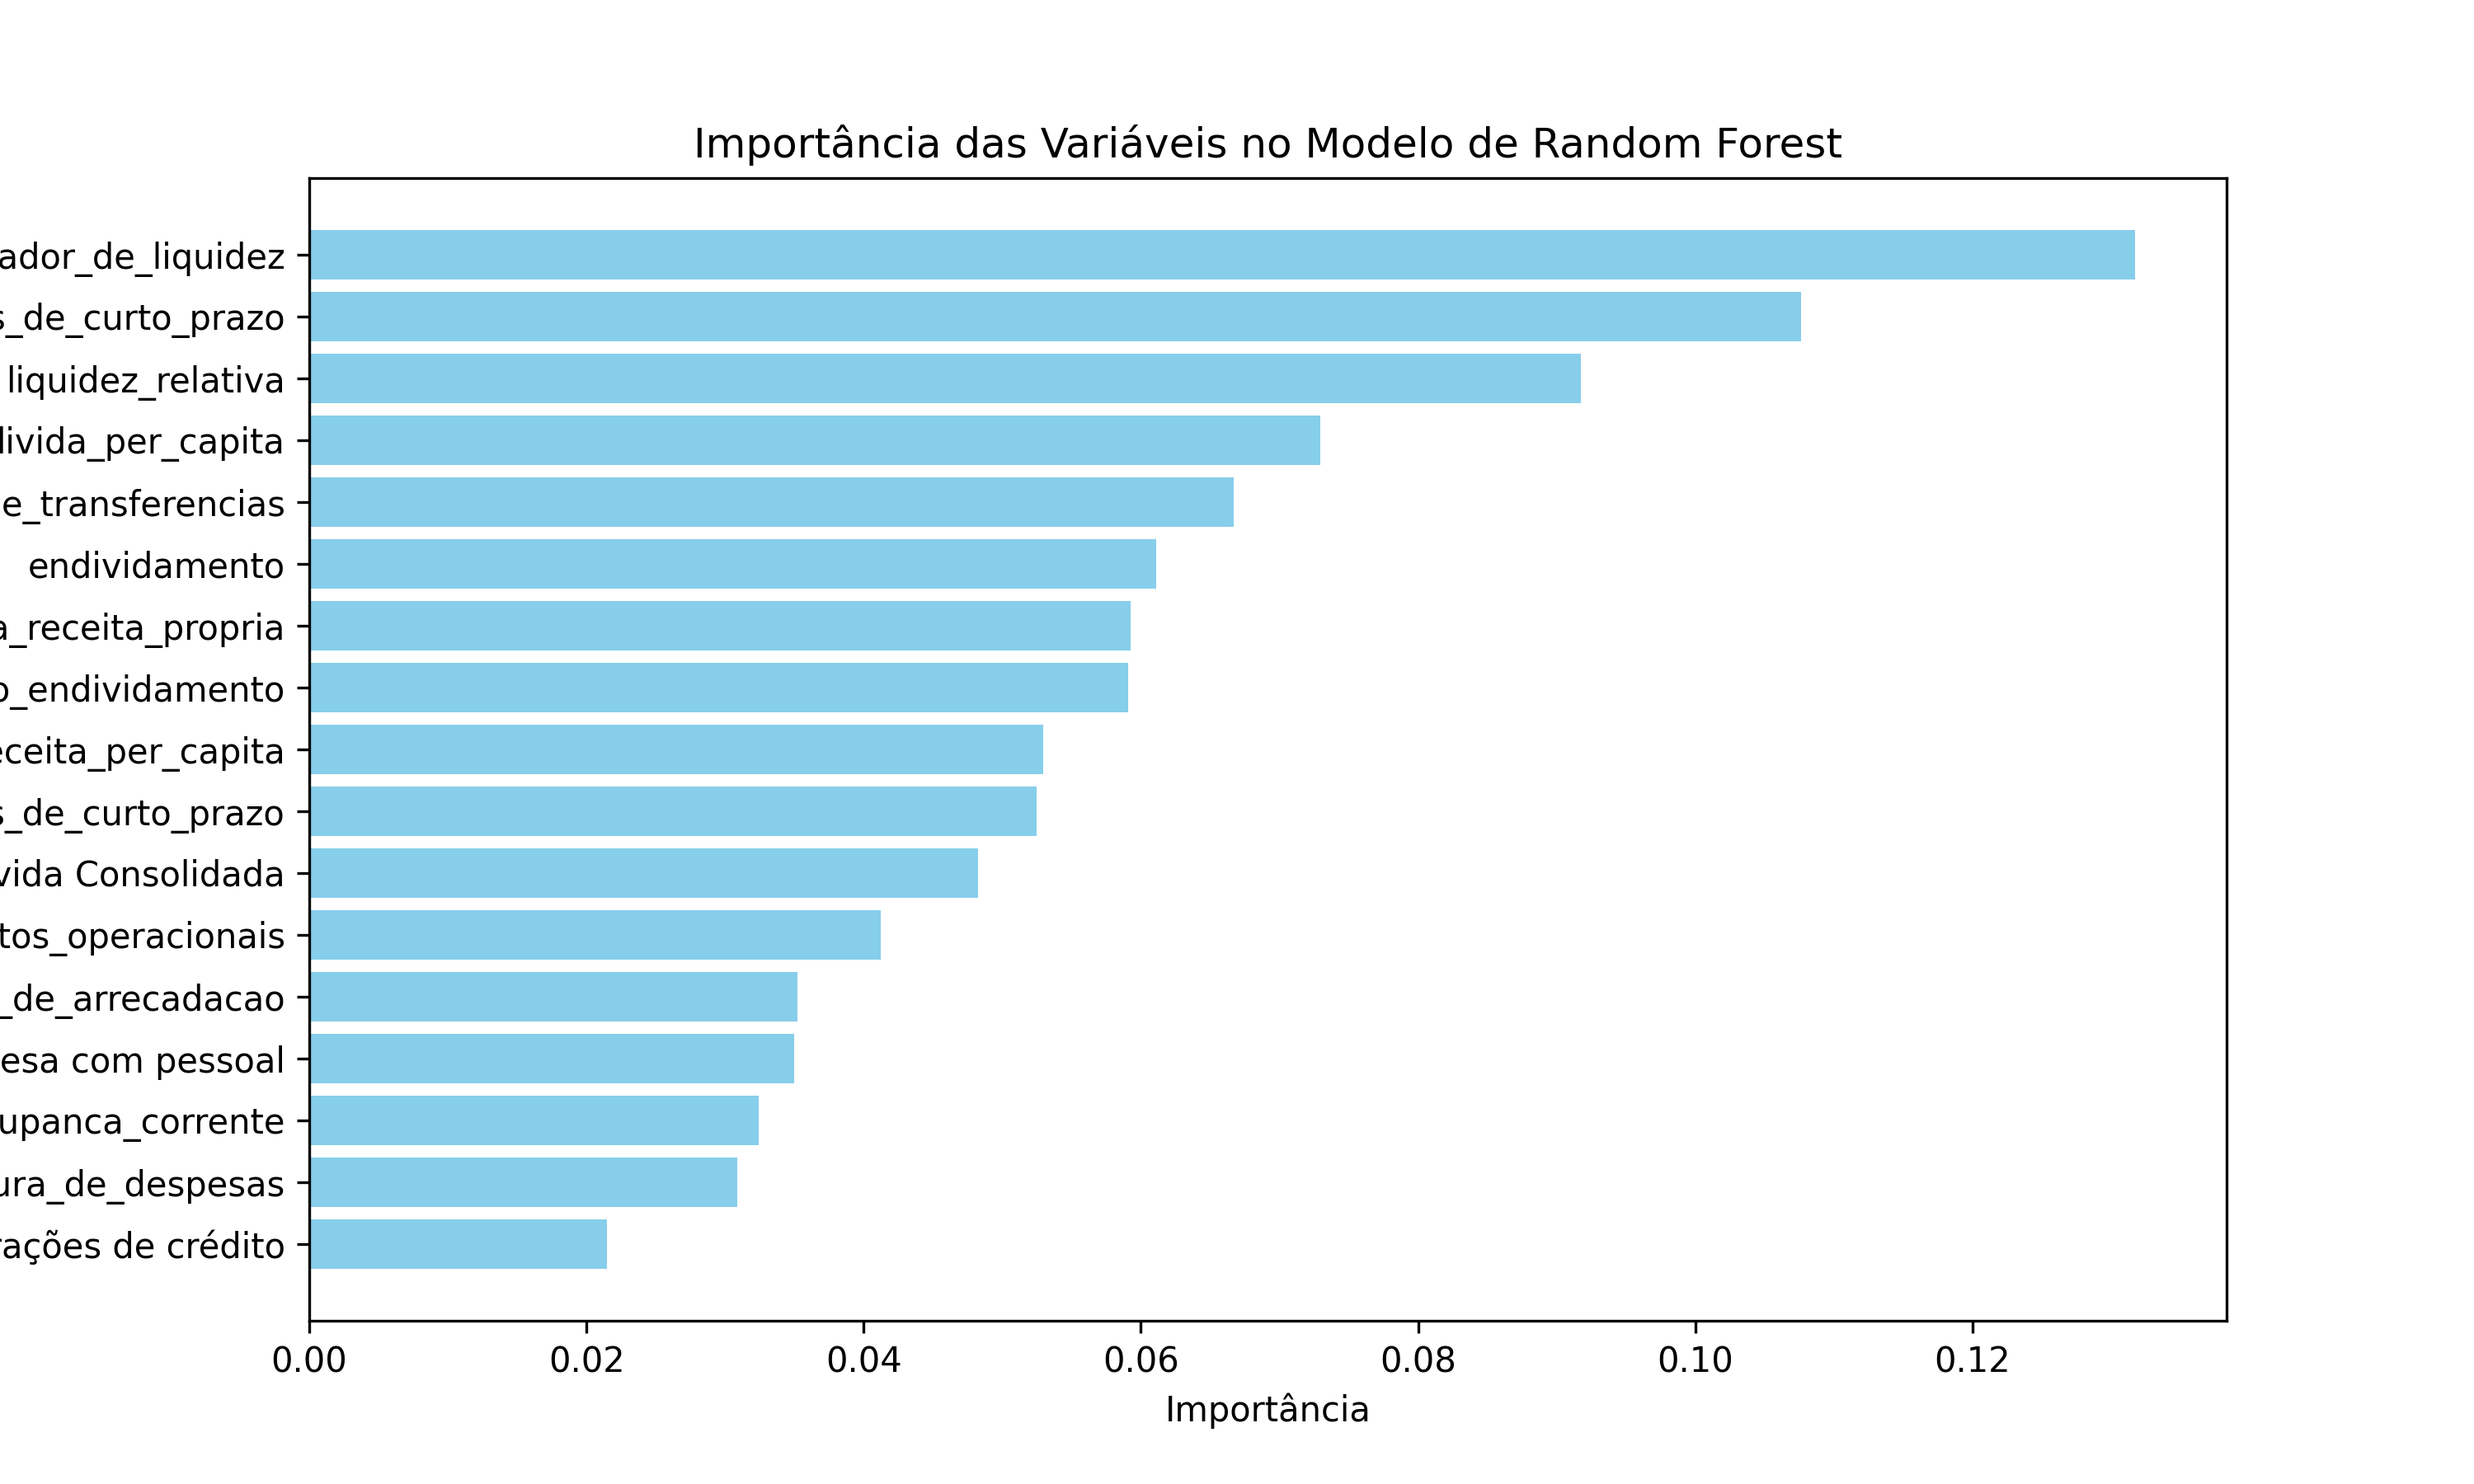 Importância das Variáveis no Modelo de Random Forest
ador_de_liquidez
s_de_curto_prazo
liquidez_relativa
livida_per_capita
e_transferencias
endividamento
a_receita_propria
o_endividamento
eceita_per_capita
s_de_curto_prazo
vida Consolidada
tos_operacionais
_de_arrecadacao
esa com pessoal
upanca_corrente
ura_de_despesas
rações de crédito
0.00 0.02 0.04 0.06 0.08 0.10 0.12
Importância